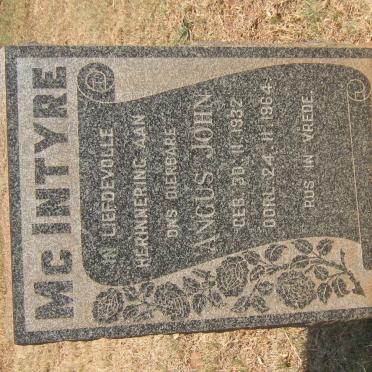 McINTYRE
IN LIEFDEVOLLE
HERINNERING AAN
ONS DIERBARE
ANGUS JOHN
GEB. 30.11.1932
OORL. 24.11.1964
RUS IN VREDE